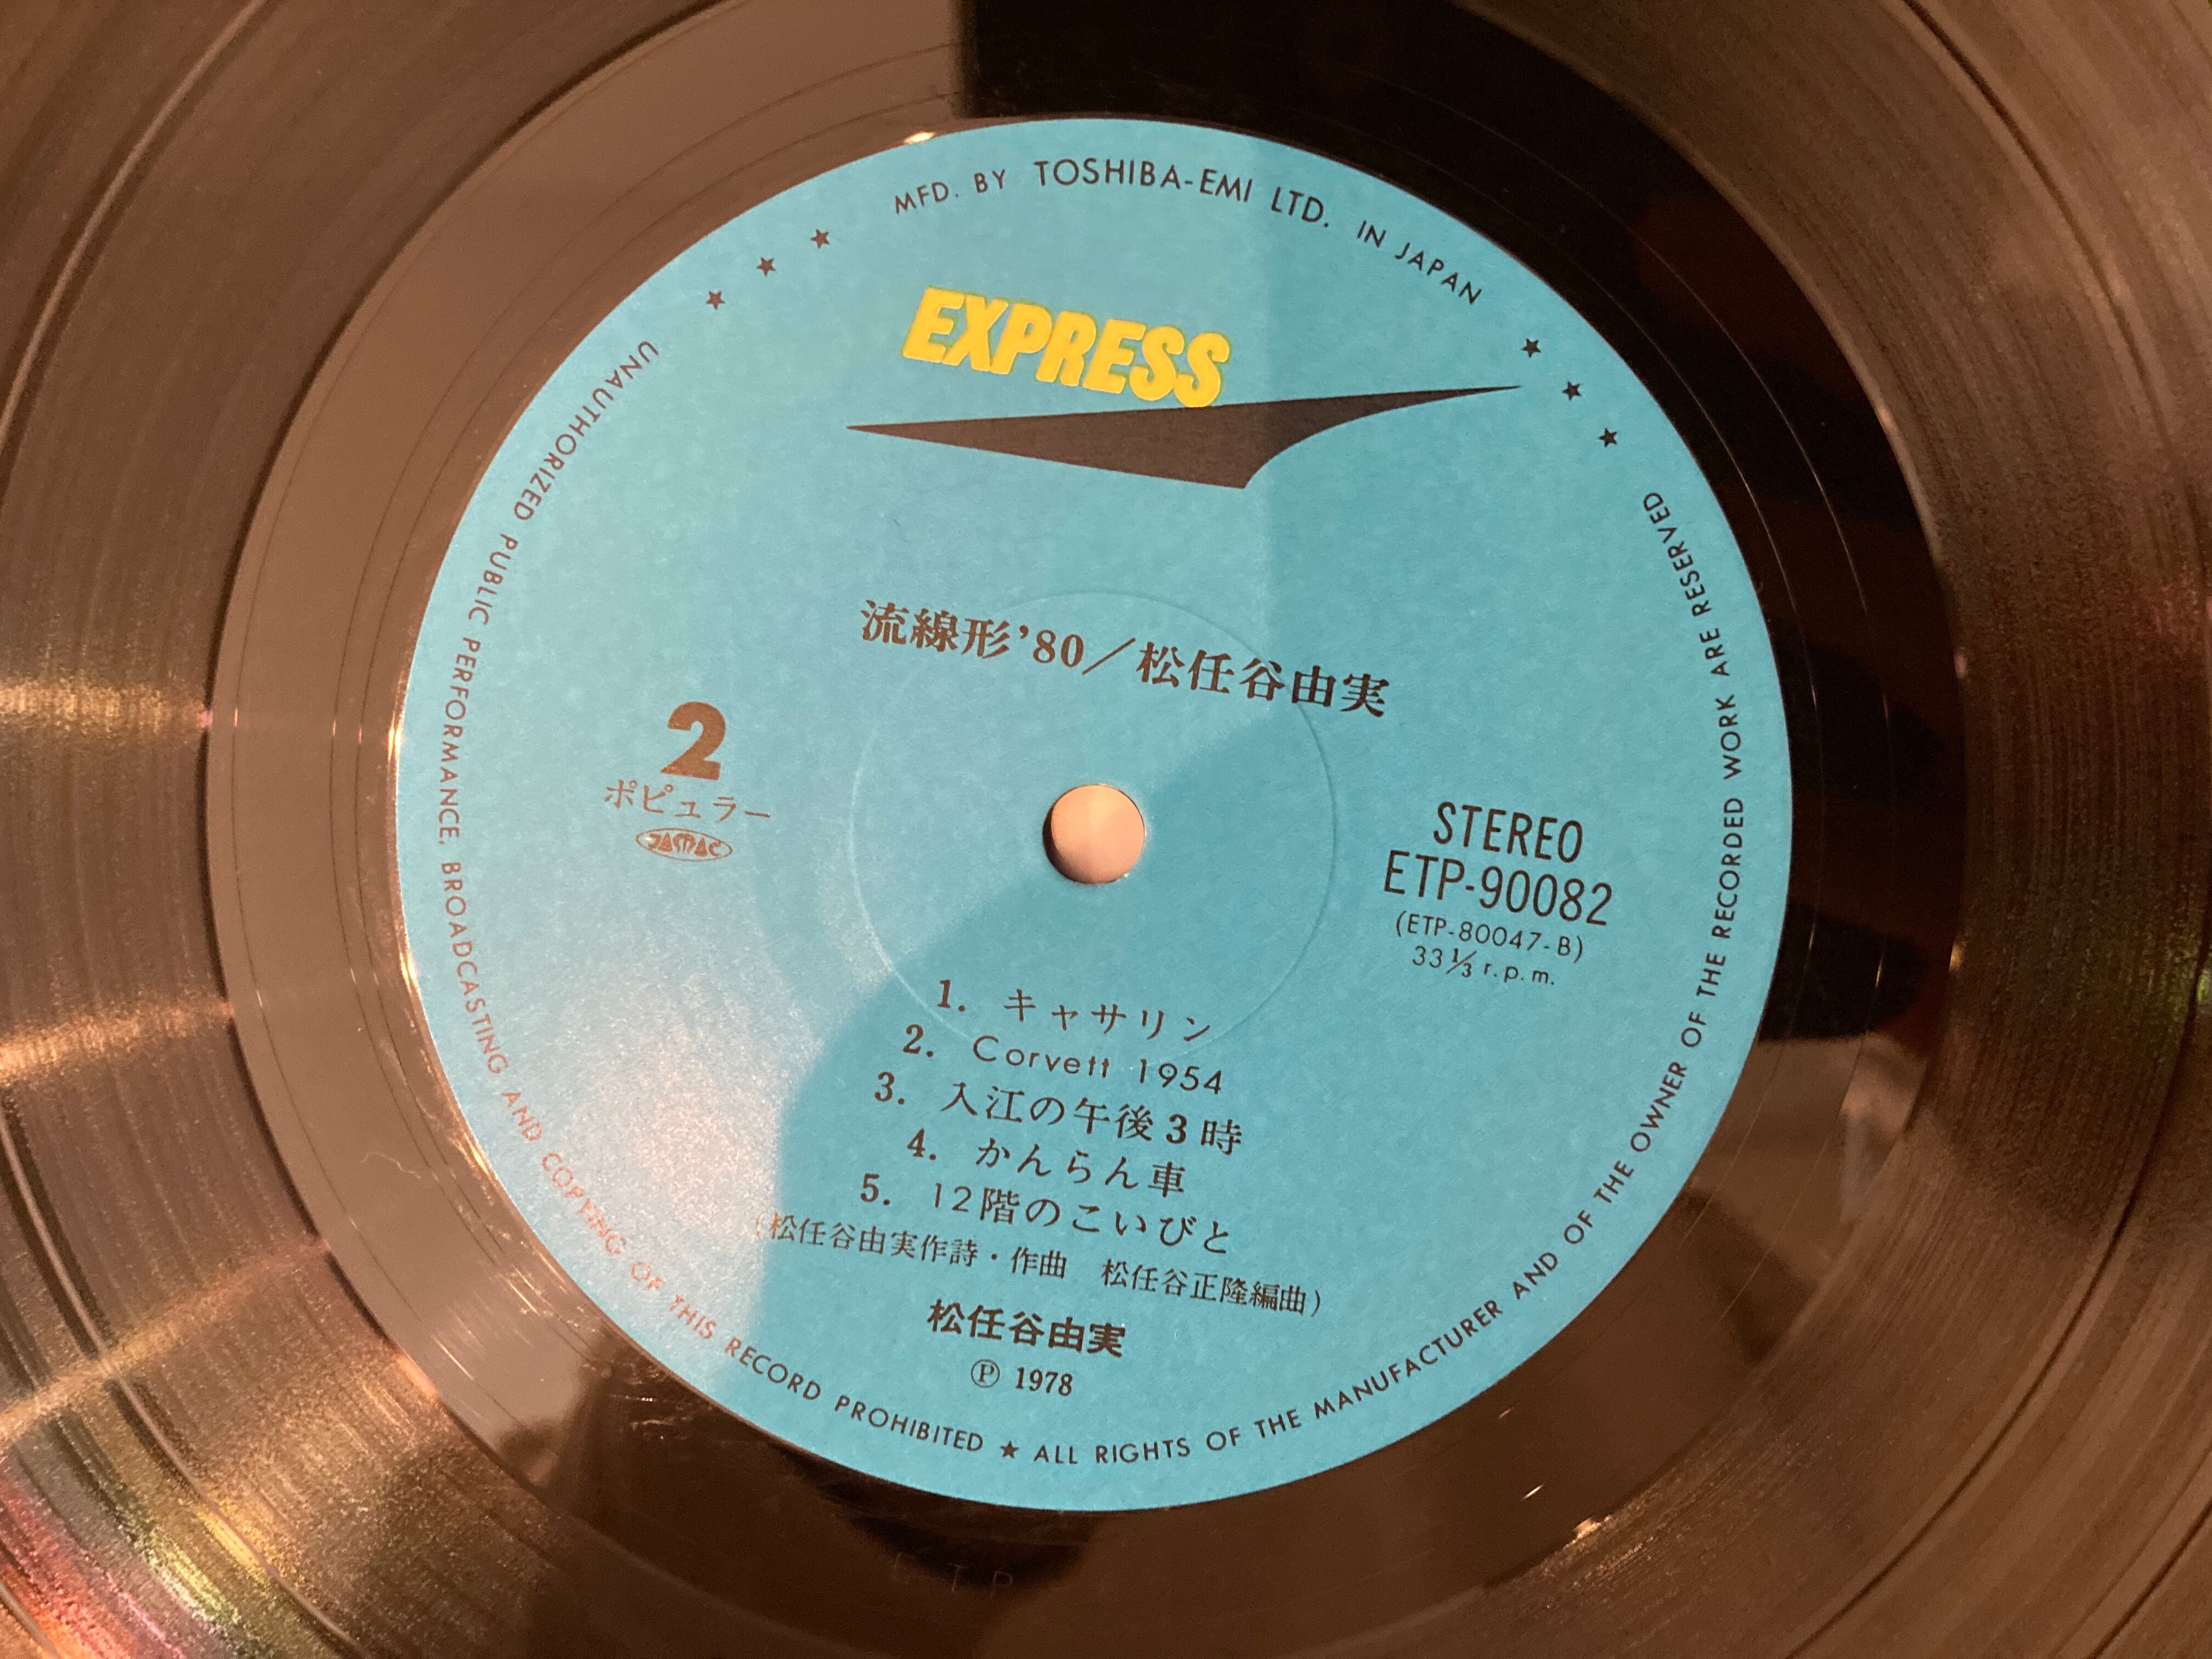 MFD. BY TOSHIBA-EMI LTD. IN JAPAN
EXPRESS
流線形'80／松任谷由実
2
ポピュラー
JASRAC
STEREO
ETP-90082
(ETP-80047-B)
33⅓ r.p.m.
1. キャサリン
2. Corvett 1954
3. 入江の午後3時
4. かんらん車
5. 12階のこいびと
(松任谷由実作詩・作曲　松任谷正隆編曲)
松任谷由実
Ⓟ 1978
UNAUTHORIZED PUBLIC PERFORMANCE, BROADCASTING AND COPYING OF THIS RECORD PROHIBITED ★ ALL RIGHTS OF THE MANUFACTURER AND OF THE OWNER OF THE RECORDED WORK ARE RESERVED